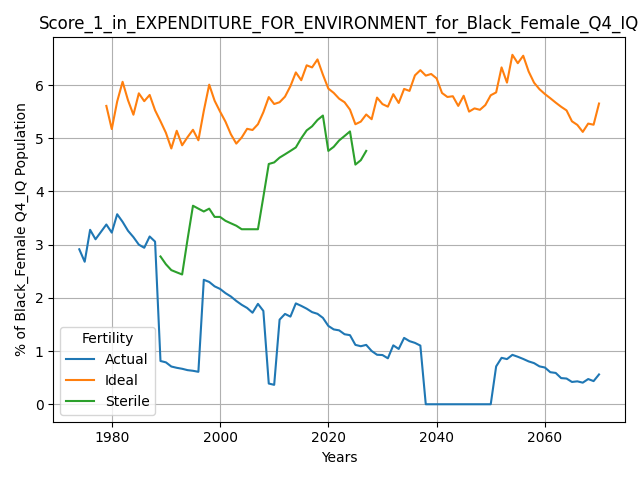 Score_1_in_EXPENDITURE_FOR_ENVIRONMENT_for_Black_Female_Q4_IQ
% of Black_Female Q4_IQ Population
6
5
4
3
2
1
0
Fertility
Actual
Ideal
Sterile
1980 2000 2020 2040 2060
Years